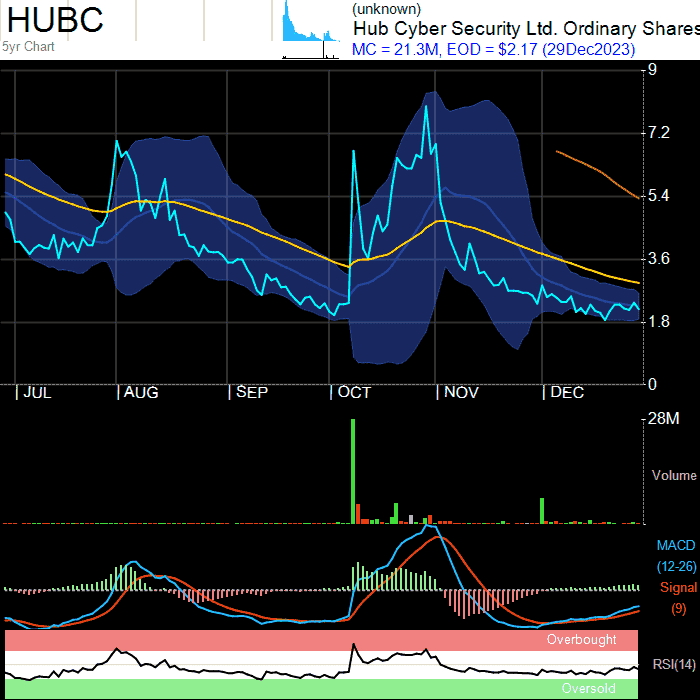 HUBC
5yr Chart
(unknown)
Hub Cyber Security Ltd. Ordinary Shares
MC = 21.3M, EOD = $2.17 (29Dec2023)
9
7.2
5.4
3.6
1.8
0
JUL AUG SEP OCT NOV DEC
28M
Volume
MACD
(12-26)
Signal
(9)
Overbought
RSI(14)
Oversold